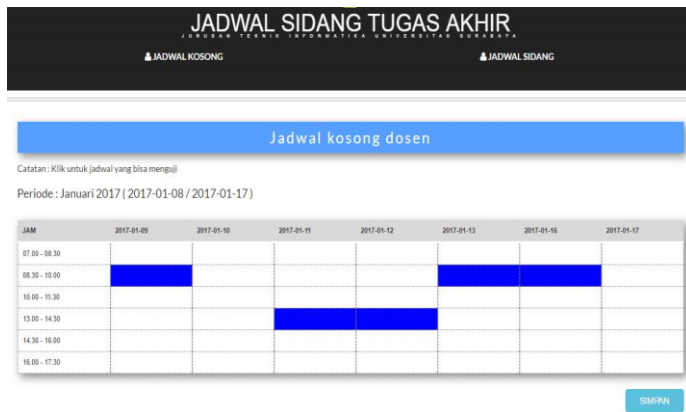 JADWAL SIDANG TUGAS AKHIR
JURUSAN TEKNIK INFORMATIKA UNIVERSITAS SURABAYA
JADWAL KOSONG JADWAL SIDANG
Jadwal kosong dosen
Catatan : Klik untuk jadwal yang bisa menguji
Periode : Januari 2017 ( 2017-01-08 / 2017-01-17 )
JAM 2017-01-09 2017-01-10 2017-01-11 2017-01-12 2017-01-13 2017-01-16 2017-01-17
07.00 - 08.30
08.30 - 10.00
10.00 - 11.30
13.00 - 14.30
14.30 - 16.00
16.00 - 17.30
SIMPAN